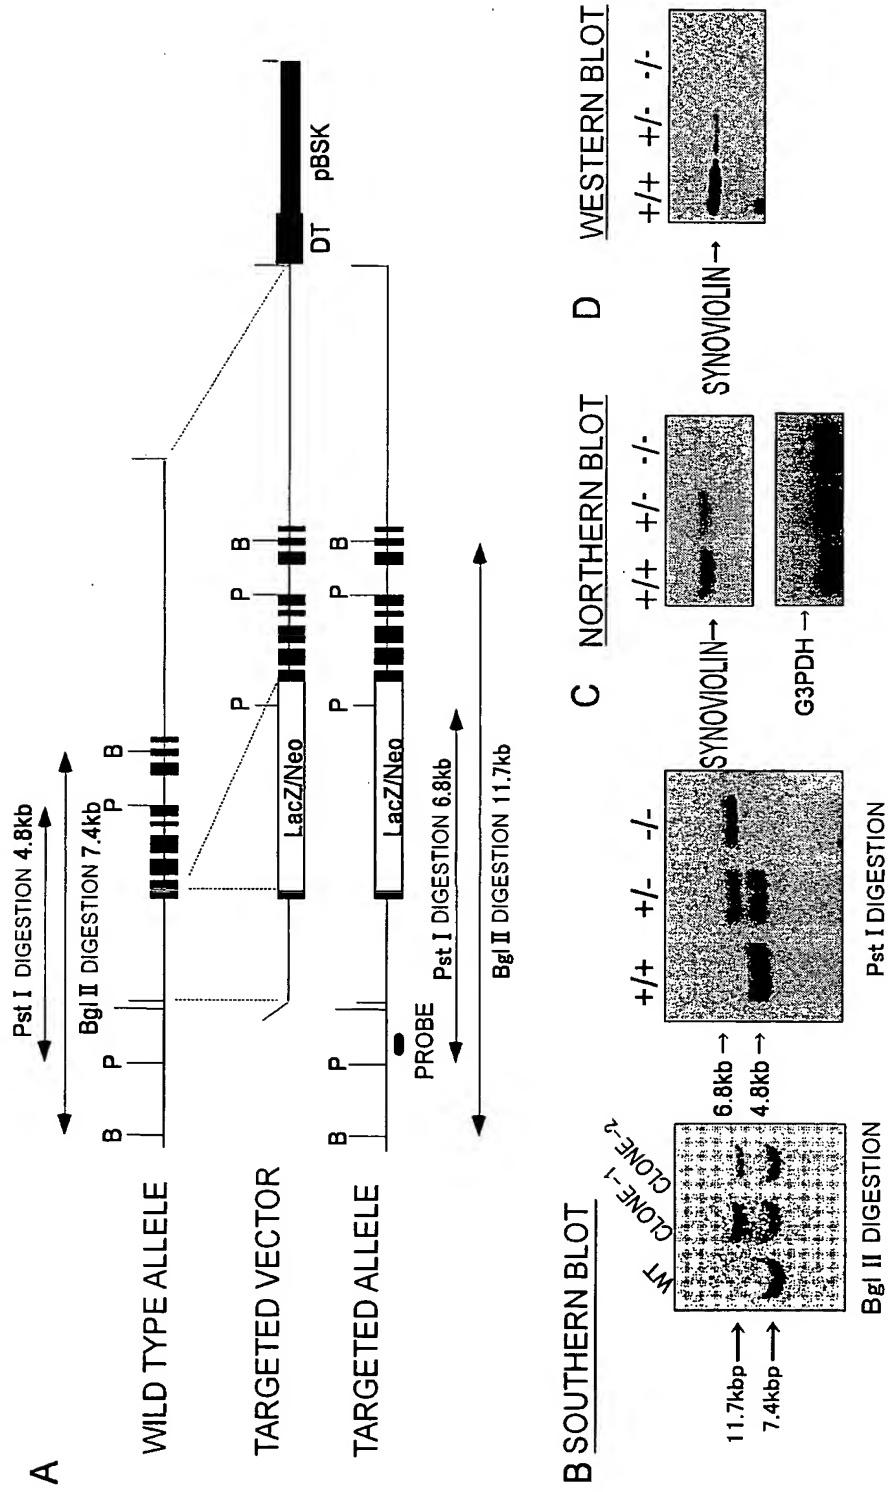 A
Pst I DIGESTION 4.8kb
Bgl II DIGESTION 7.4kb
WILD TYPE ALLELE
B P P B
TARGETED VECTOR
LacZ/Neo
P P B
DT
pBSK
TARGETED ALLELE
B P P P B
LacZ/Neo
PROBE
Pst I DIGESTION 6.8kb
Bgl II DIGESTION 11.7kb
B SOUTHERN BLOT
WT CLONE-1 CLONE-2
11.7kbp →
7.4kbp →
Bgl II DIGESTION
+/+ +/- -/-
6.8kb →
4.8kb →
Pst I DIGESTION
C NORTHERN BLOT
+/+ +/- -/-
SYNOVIOLIN→
G3PDH →
D WESTERN BLOT
+/+ +/- -/-
SYNOVIOLIN→